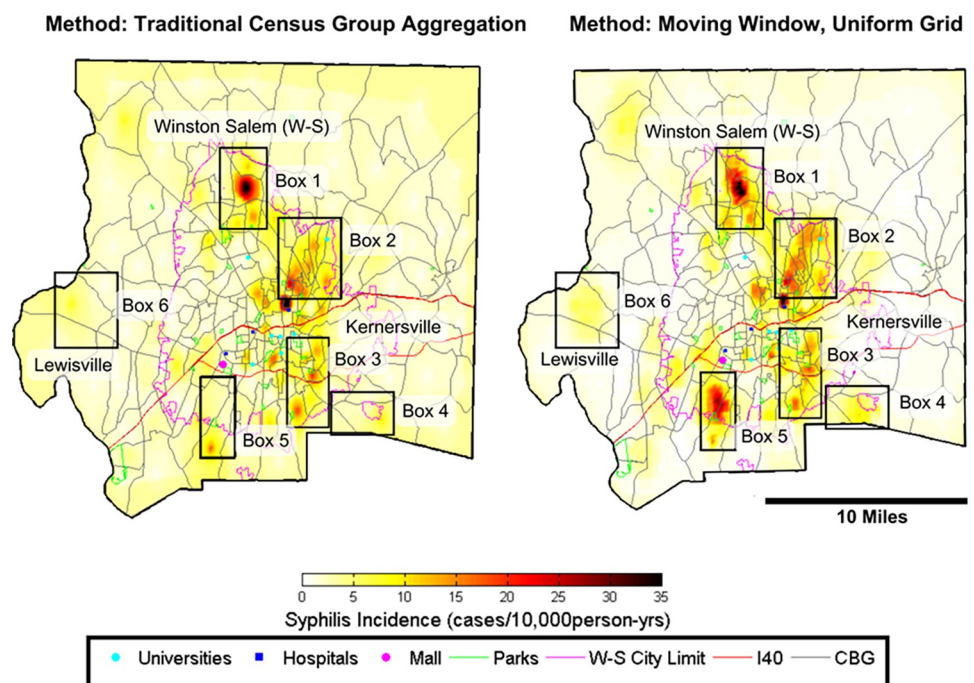 Method: Traditional Census Group Aggregation
Method: Moving Window, Uniform Grid
Winston Salem (W-S)
Box 1
Box 2
Box 6
Kernersville
Lewisville
Box 3
Box 4
Box 5
Winston Salem (W-S)
Box 1
Box 2
Box 6
Kernersville
Lewisville
Box 3
Box 4
Box 5
10 Miles
0 5 10 15 20 25 30 35
Syphilis Incidence (cases/10,000person-yrs)
Universities Hospitals Mall Parks W-S City Limit I40 CBG